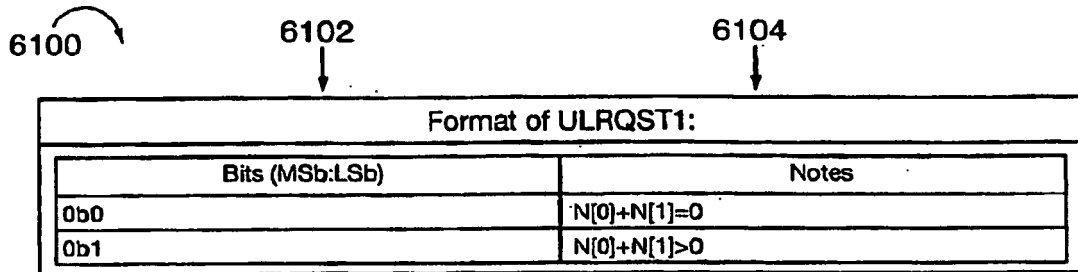 6100
6102
6104
Format of ULRQST1:
Bits (MSb:LSb) Notes
0b0 N[0]+N[1]=0
0b1 N[0]+N[1]>0